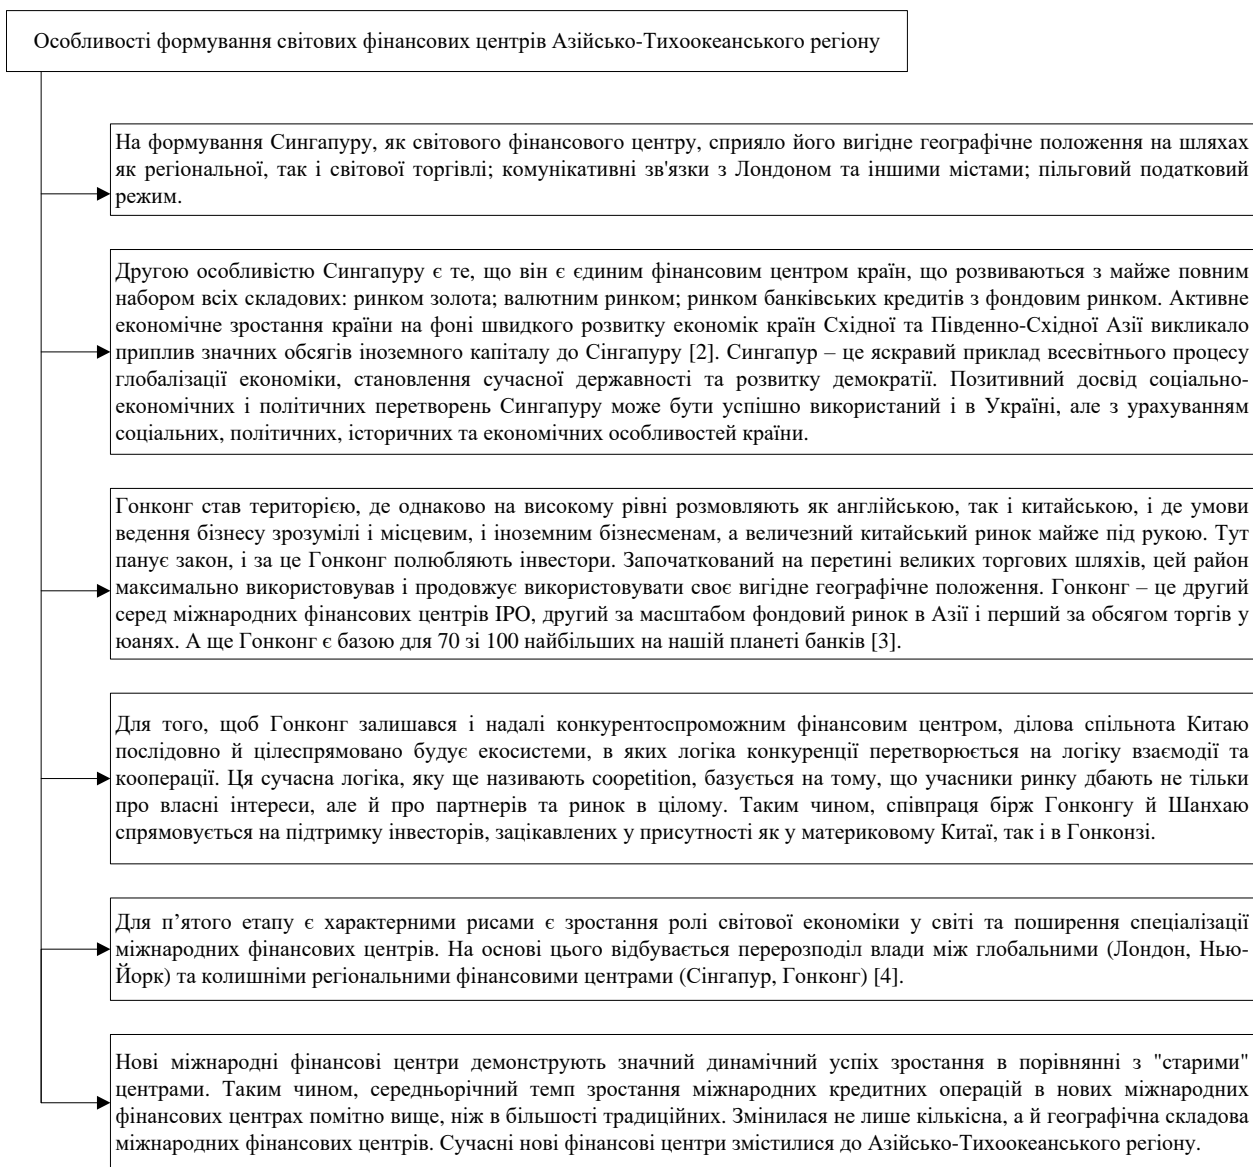 Особливості формування світових фінансових центрів Азійсько-Тихоокеанського регіону
На формування Сингапуру, як світового фінансового центру, сприяло його вигідне географічне положення на шляхах
як регіональної, так і світової торгівлі; комунікативні зв'язки з Лондоном та іншими містами; пільговий податковий
режим.
Другою особливістю Сингапуру є те, що він є єдиним фінансовим центром країн, що розвиваються з майже повним
набором всіх складових: ринком золота; валютним ринком; ринком банківських кредитів з фондовим ринком. Активне
економічне зростання країни на фоні швидкого розвитку економік країн Східної та Південно-Східної Азії викликало
приплив значних обсягів іноземного капіталу до Сінгапуру [2]. Сингапур – це яскравий приклад всесвітнього процесу
глобалізації економіки, становлення сучасної державності та розвитку демократії. Позитивний досвід соціально-
економічних і політичних перетворень Сингапуру може бути успішно використаний і в Україні, але з урахуванням
соціальних, політичних, історичних та економічних особливостей країни.
Гонконг став територією, де однаково на високому рівні розмовляють як англійською, так і китайською, і де умови
ведення бізнесу зрозумілі і місцевим, і іноземним бізнесменам, а величезний китайський ринок майже під рукою. Тут
панує закон, і за це Гонконг полюбляють інвестори. Започаткований на перетині великих торгових шляхів, цей район
максимально використовував і продовжує використовувати своє вигідне географічне положення. Гонконг – це другий
серед міжнародних фінансових центрів IPO, другий за масштабом фондовий ринок в Азії і перший за обсягом торгів у
юанях. А ще Гонконг є базою для 70 зі 100 найбільших на нашій планеті банків [3].
Для того, щоб Гонконг залишався і надалі конкурентоспроможним фінансовим центром, ділова спільнота Китаю
послідовно й цілеспрямовано будує екосистеми, в яких логіка конкуренції перетворюється на логіку взаємодії та
кооперації. Ця сучасна логіка, яку ще називають coopetition, базується на тому, що учасники ринку дбають не тільки
про власні інтереси, але й про партнерів та ринок в цілому. Таким чином, співпраця бірж Гонконгу й Шанхаю
спрямовується на підтримку інвесторів, зацікавлених у присутності як у материковому Китаї, так і в Гонконзі.
Для п’ятого етапу є характерними рисами є зростання ролі світової економіки у світі та поширення спеціалізації
міжнародних фінансових центрів. На основі цього відбувається перерозподіл влади між глобальними (Лондон, Нью-
Йорк) та колишніми регіональними фінансовими центрами (Сінгапур, Гонконг) [4].
Нові міжнародні фінансові центри демонструють значний динамічний успіх зростання в порівнянні з "старими"
центрами. Таким чином, середньорічний темп зростання міжнародних кредитних операцій в нових міжнародних
фінансових центрах помітно вище, ніж в більшості традиційних. Змінилася не лише кількісна, а й географічна складова
міжнародних фінансових центрів. Сучасні нові фінансові центри змістилися до Азійсько-Тихоокеанського регіону.